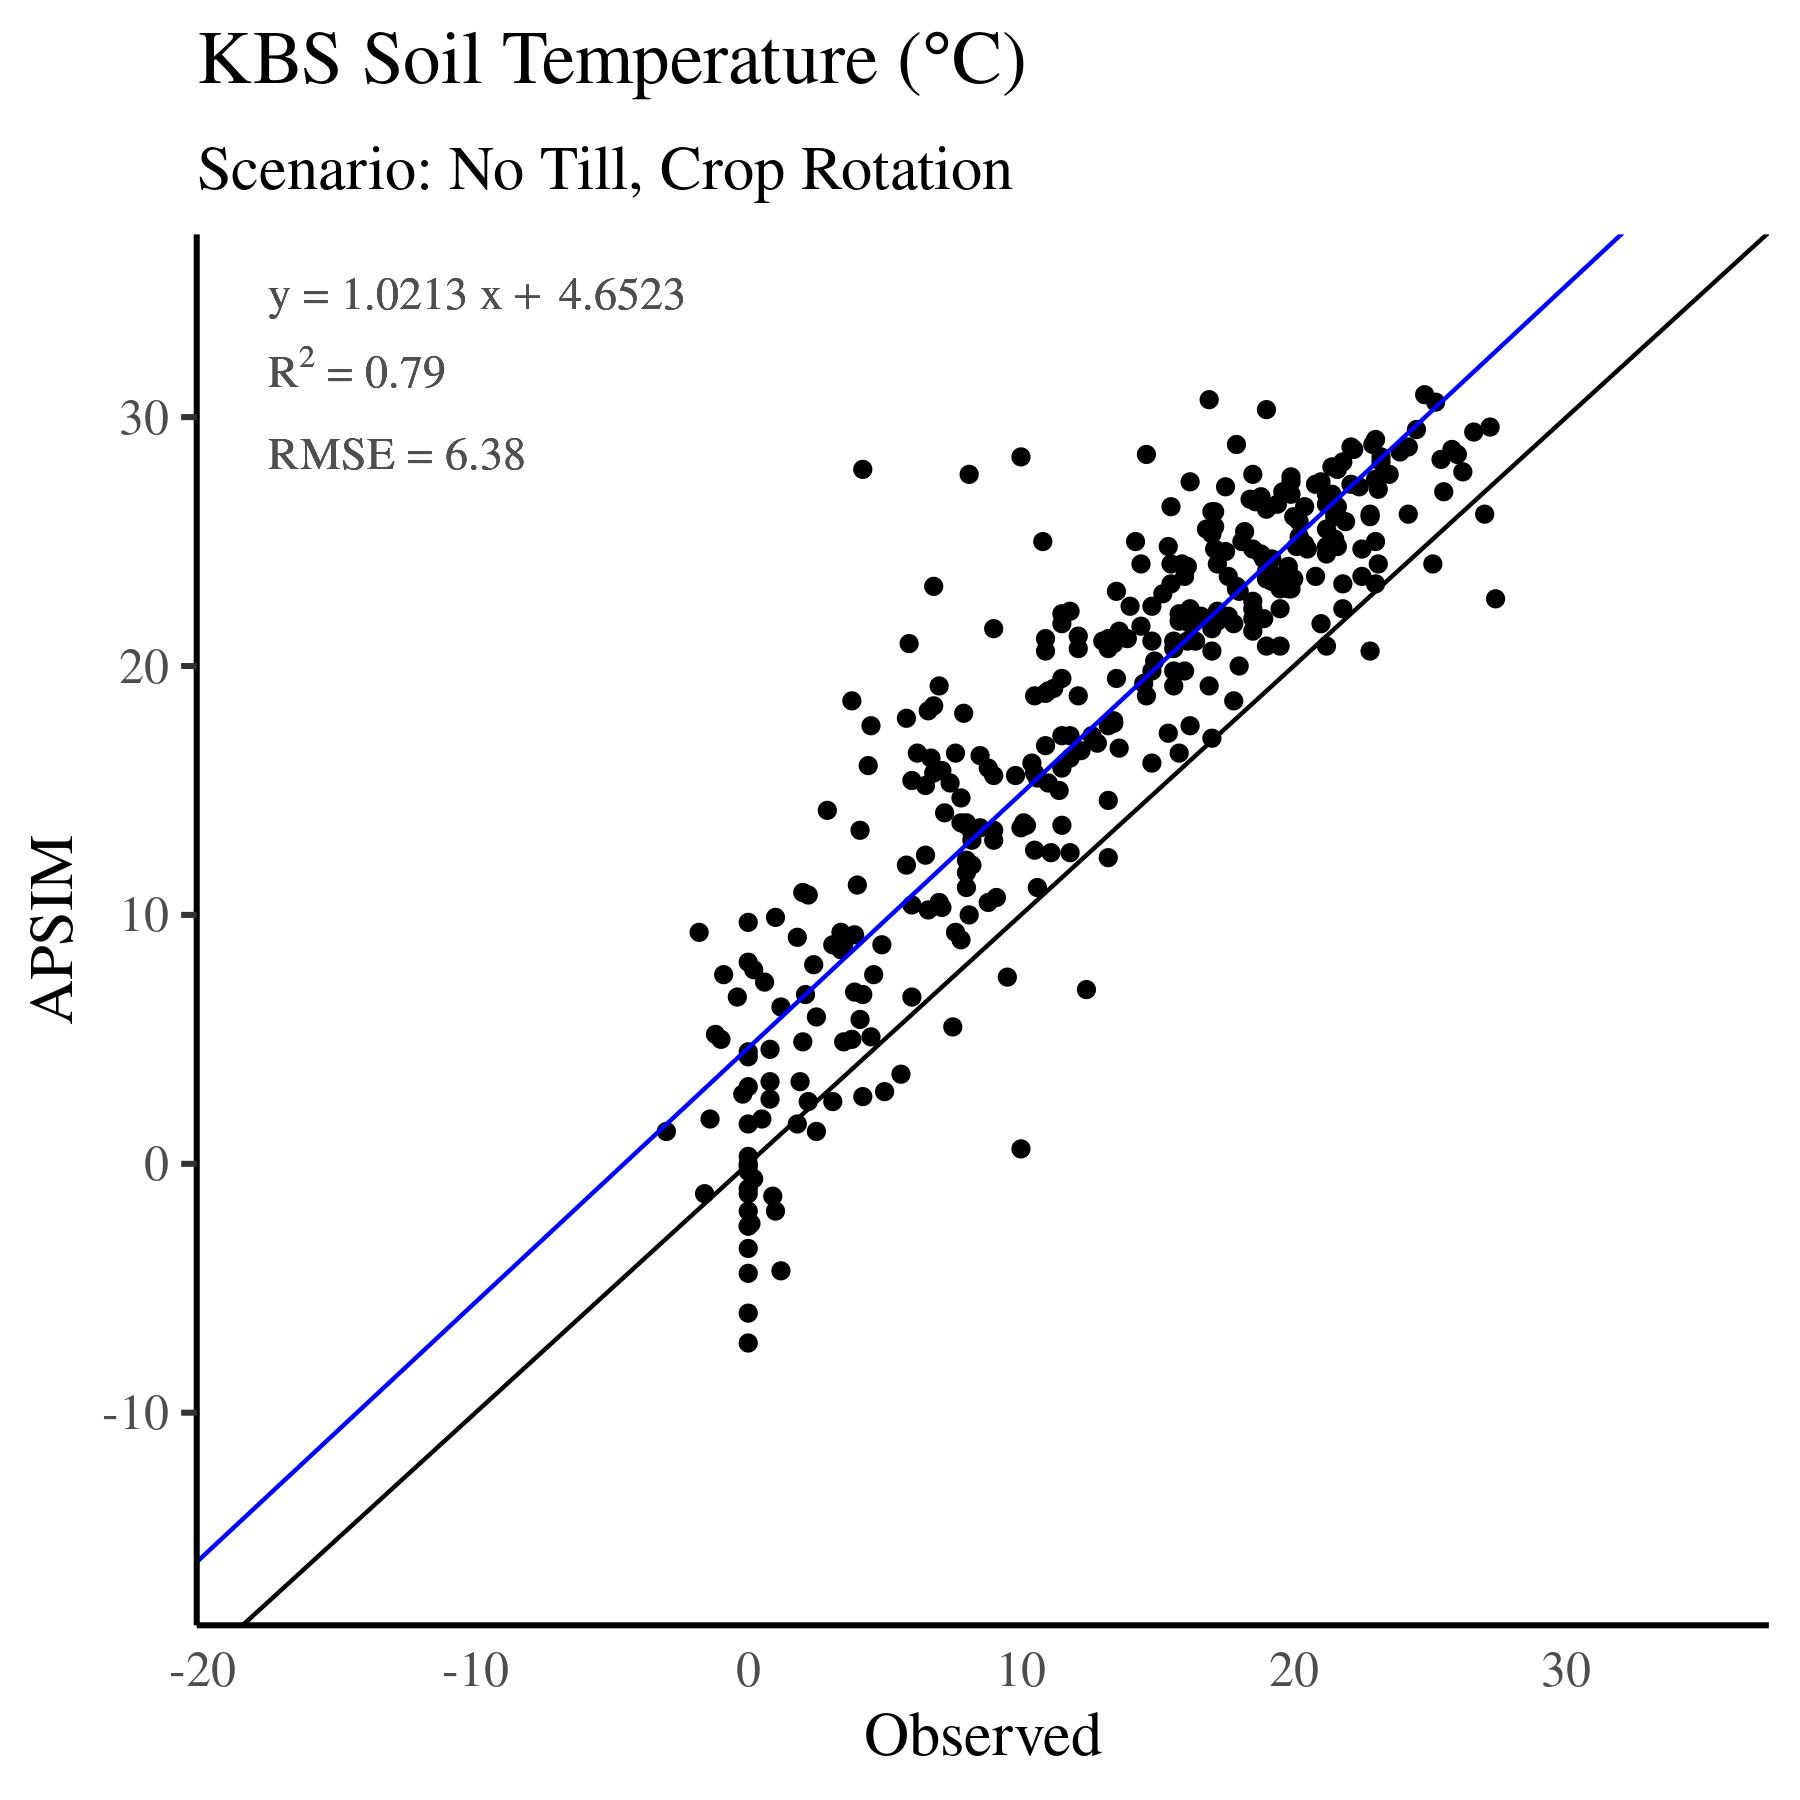 KBS Soil Temperature (°C)
Scenario: No Till, Crop Rotation
y = 1.0213 x + 4.6523
R² = 0.79
RMSE = 6.38
30
20
10
0
-10
APSIM
-20 -10 0 10 20 30
Observed